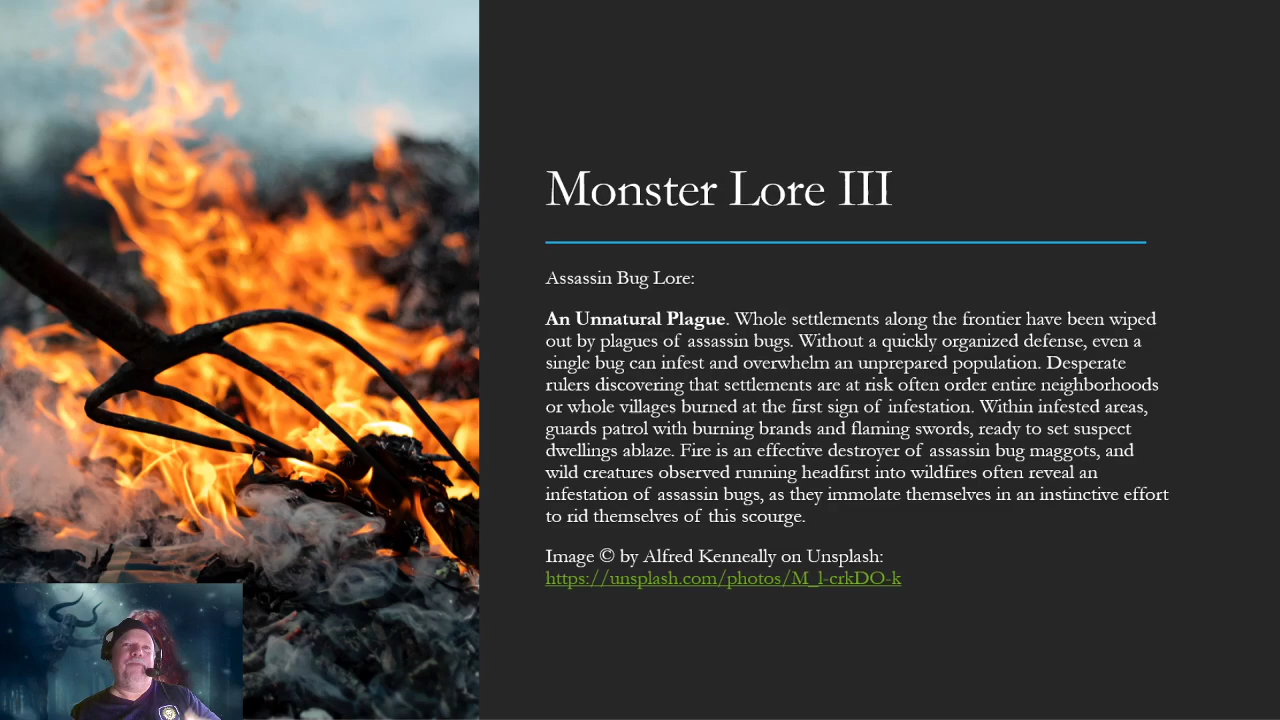 Monster Lore III
Assassin Bug Lore:
An Unnatural Plague. Whole settlements along the frontier have been wiped
out by plagues of assassin bugs. Without a quickly organized defense, even a
single bug can infest and overwhelm an unprepared population. Desperate
rulers discovering that settlements are at risk often order entire neighborhoods
or whole villages burned at the first sign of infestation. Within infested areas,
guards patrol with burning brands and flaming swords, ready to set suspect
dwellings ablaze. Fire is an effective destroyer of assassin bug maggots, and
wild creatures observed running headfirst into wildfires often reveal an
infestation of assassin bugs, as they immolate themselves in an instinctive effort
to rid themselves of this scourge.
Image © by Alfred Kenneally on Unsplash:
https://unsplash.com/photos/M_l-crkDO-k